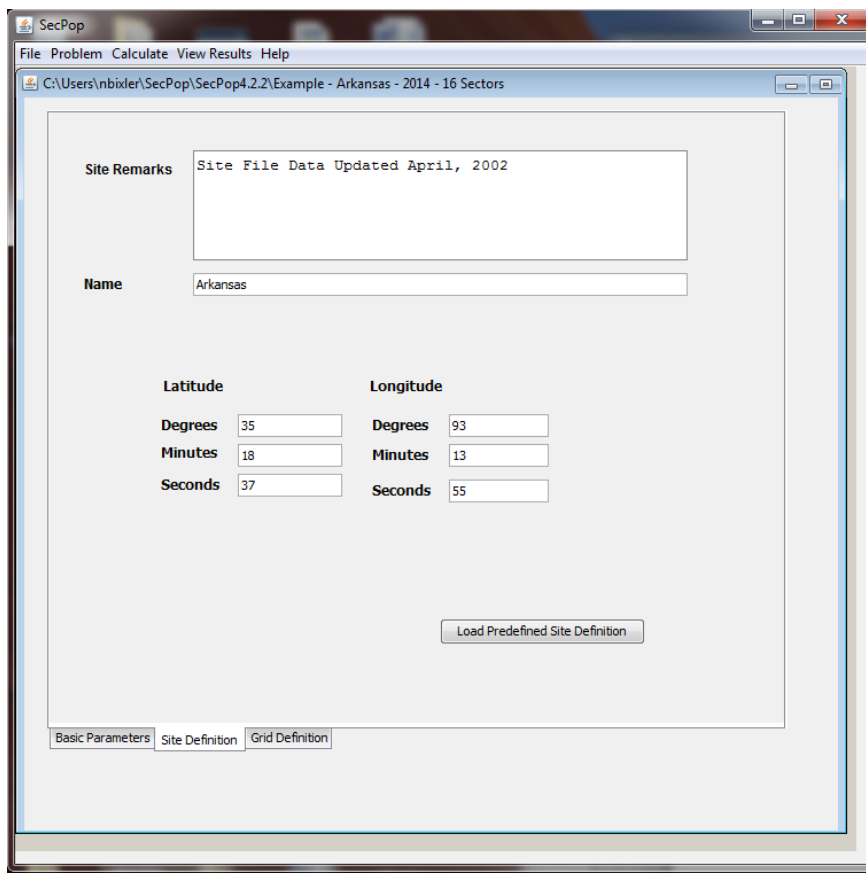 SecPop
File Problem Calculate View Results Help
C:\Users\nbixler\SecPop\SecPop4.2.2\Example - Arkansas - 2014 - 16 Sectors
Site Remarks
Site File Data Updated April, 2002
Name
Arkansas
Latitude Longitude
Degrees 35 Degrees 93
Minutes 18 Minutes 13
Seconds 37 Seconds 55
Load Predefined Site Definition
Basic Parameters Site Definition Grid Definition